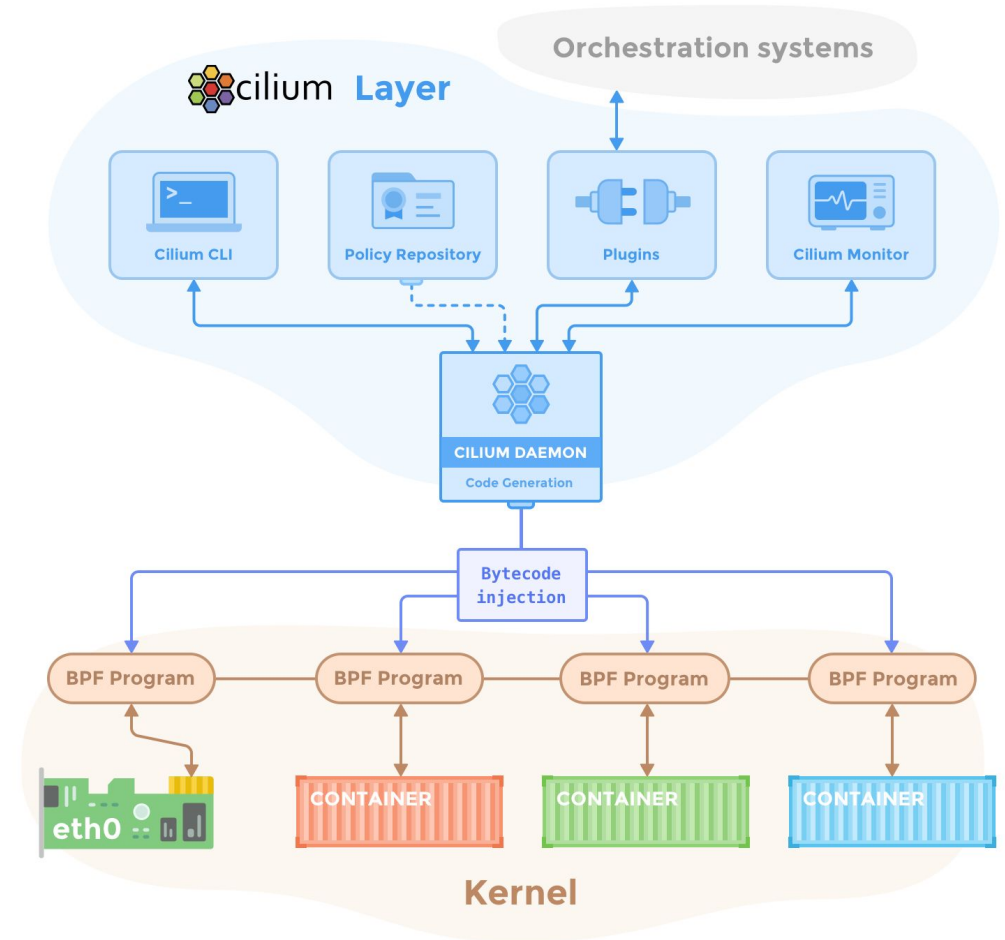 Orchestration systems
cilium Layer
>_
Cilium CLI
Policy Repository
Plugins
Cilium Monitor
CILIUM DAEMON
Code Generation
Bytecode
injection
BPF Program
BPF Program
BPF Program
BPF Program
eth0
CONTAINER
CONTAINER
CONTAINER
Kernel